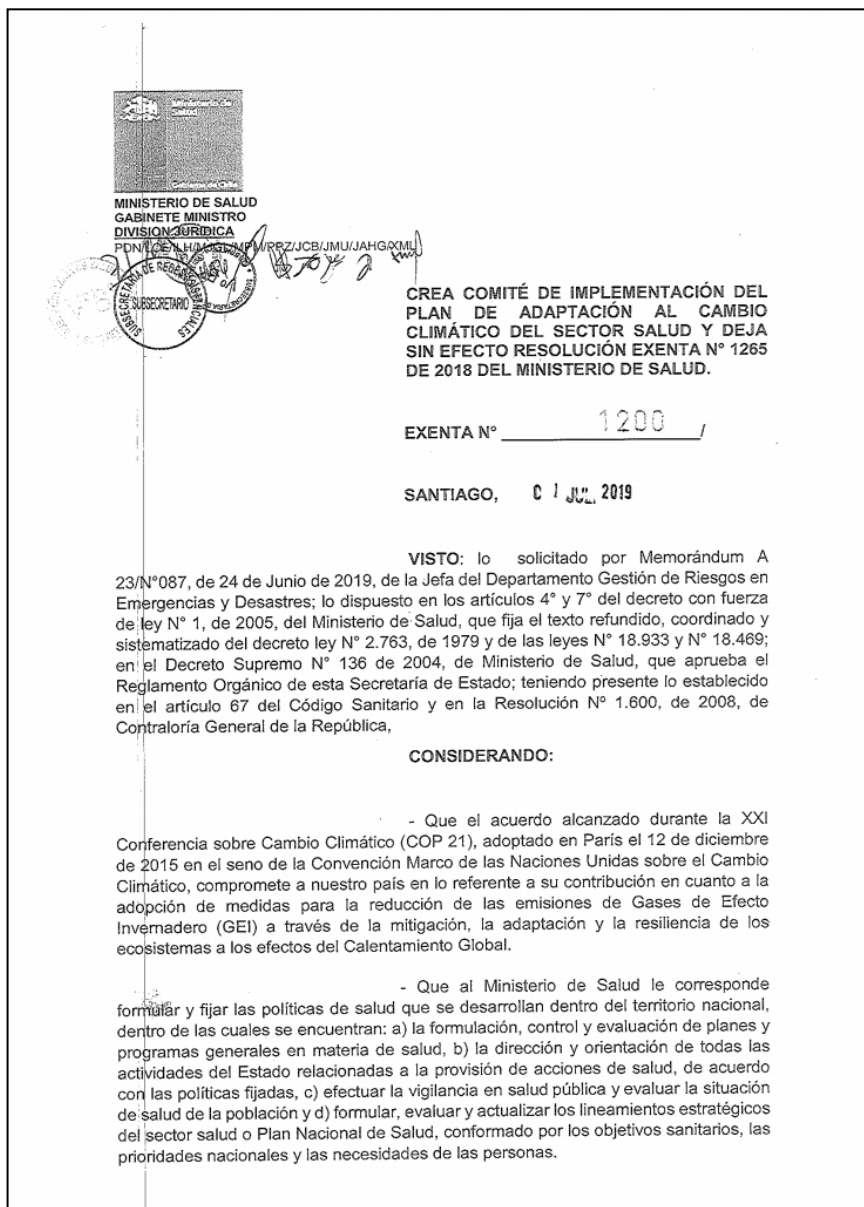 Ministerio de
Salud
Gobierno de Chile
MINISTERIO DE SALUD
GABINETE MINISTRO
DIVISION JURIDICA
SUBSECRETARIO
CREA COMITÉ DE IMPLEMENTACIÓN DEL
PLAN DE ADAPTACIÓN AL CAMBIO
CLIMÁTICO DEL SECTOR SALUD Y DEJA
SIN EFECTO RESOLUCIÓN EXENTA N° 1265
DE 2018 DEL MINISTERIO DE SALUD.
EXENTA N° 1200 /
SANTIAGO, 01 JUL. 2019
VISTO: lo solicitado por Memorándum A
23/N°087, de 24 de Junio de 2019, de la Jefa del Departamento Gestión de Riesgos en
Emergencias y Desastres; lo dispuesto en los artículos 4° y 7° del decreto con fuerza
de ley N° 1, de 2005, del Ministerio de Salud, que fija el texto refundido, coordinado y
sistematizado del decreto ley N° 2.763, de 1979 y de las leyes N° 18.933 y N° 18.469;
en el Decreto Supremo N° 136 de 2004, de Ministerio de Salud, que aprueba el
Reglamento Orgánico de esta Secretaría de Estado; teniendo presente lo establecido
en el artículo 67 del Código Sanitario y en la Resolución N° 1.600, de 2008, de
Contraloría General de la República,
CONSIDERANDO:
- Que el acuerdo alcanzado durante la XXI
Conferencia sobre Cambio Climático (COP 21), adoptado en París el 12 de diciembre
de 2015 en el seno de la Convención Marco de las Naciones Unidas sobre el Cambio
Climático, compromete a nuestro país en lo referente a su contribución en cuanto a la
adopción de medidas para la reducción de las emisiones de Gases de Efecto
Invernadero (GEI) a través de la mitigación, la adaptación y la resiliencia de los
ecosistemas a los efectos del Calentamiento Global.
- Que al Ministerio de Salud le corresponde
formular y fijar las políticas de salud que se desarrollan dentro del territorio nacional,
dentro de las cuales se encuentran: a) la formulación, control y evaluación de planes y
programas generales en materia de salud, b) la dirección y orientación de todas las
actividades del Estado relacionadas a la provisión de acciones de salud, de acuerdo
con las políticas fijadas, c) efectuar la vigilancia en salud pública y evaluar la situación
de salud de la población y d) formular, evaluar y actualizar los lineamientos estratégicos
del sector salud o Plan Nacional de Salud, conformado por los objetivos sanitarios, las
prioridades nacionales y las necesidades de las personas.